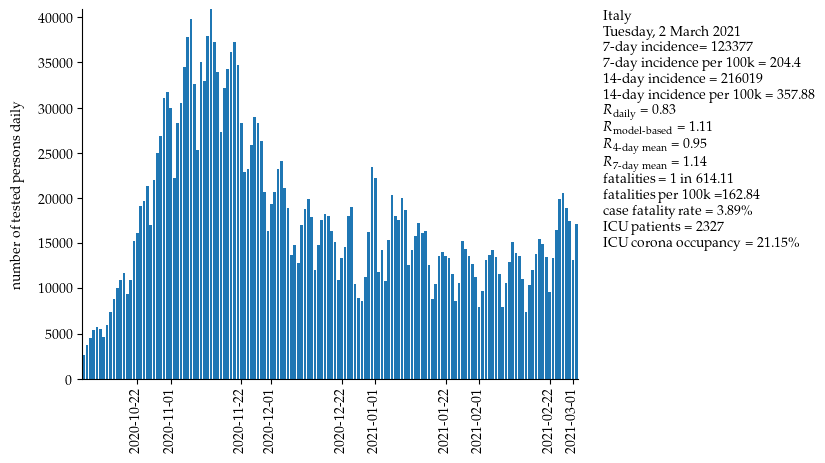 Italy
Tuesday, 2 March 2021
7-day incidence= 123377
7-day incidence per 100k = 204.4
14-day incidence = 216019
14-day incidence per 100k = 357.88
R_daily = 0.83
R_model-based = 1.11
R_4-day mean = 0.95
R_7-day mean = 1.14
fatalities = 1 in 614.11
fatalities per 100k =162.84
case fatality rate = 3.89%
ICU patients = 2327
ICU corona occupancy = 21.15%
number of tested persons daily
40000
35000
30000
25000
20000
15000
10000
5000
0
2020-10-22
2020-11-01
2020-11-22
2020-12-01
2020-12-22
2021-01-01
2021-01-22
2021-02-01
2021-02-22
2021-03-01